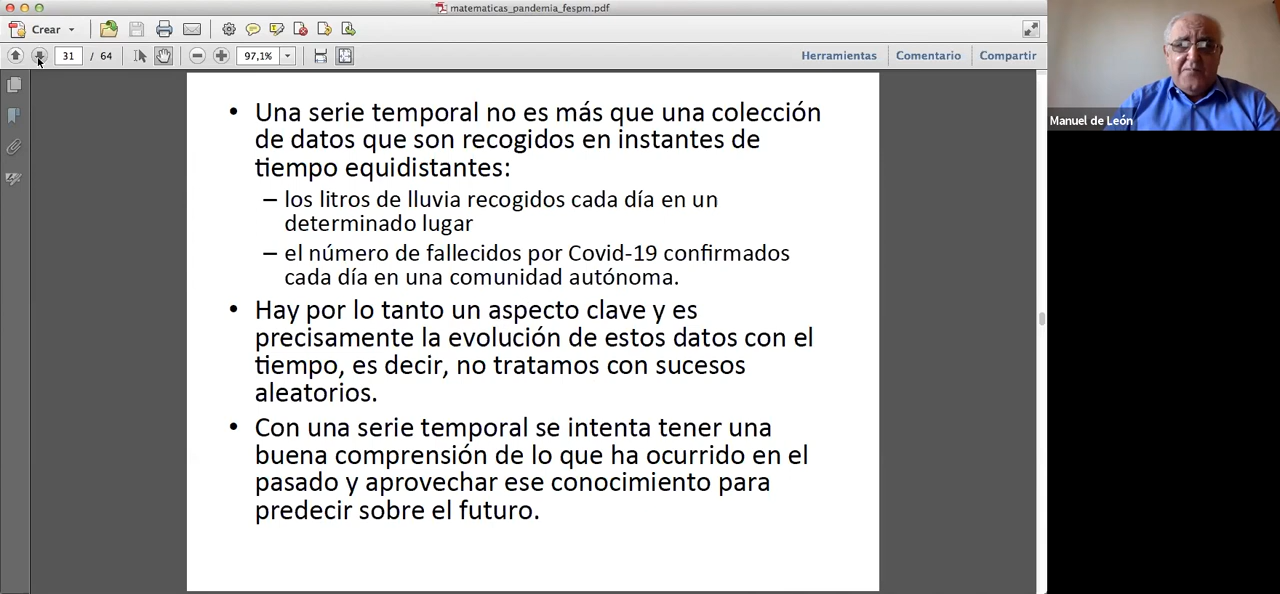 matematicas_pandemia_fespm.pdf
Crear
31 / 64
97,1%
Herramientas
Comentario
Compartir
• Una serie temporal no es más que una colección
de datos que son recogidos en instantes de
tiempo equidistantes:
– los litros de lluvia recogidos cada día en un
determinado lugar
– el número de fallecidos por Covid-19 confirmados
cada día en una comunidad autónoma.
• Hay por lo tanto un aspecto clave y es
precisamente la evolución de estos datos con el
tiempo, es decir, no tratamos con sucesos
aleatorios.
• Con una serie temporal se intenta tener una
buena comprensión de lo que ha ocurrido en el
pasado y aprovechar ese conocimiento para
predecir sobre el futuro.
Manuel de León